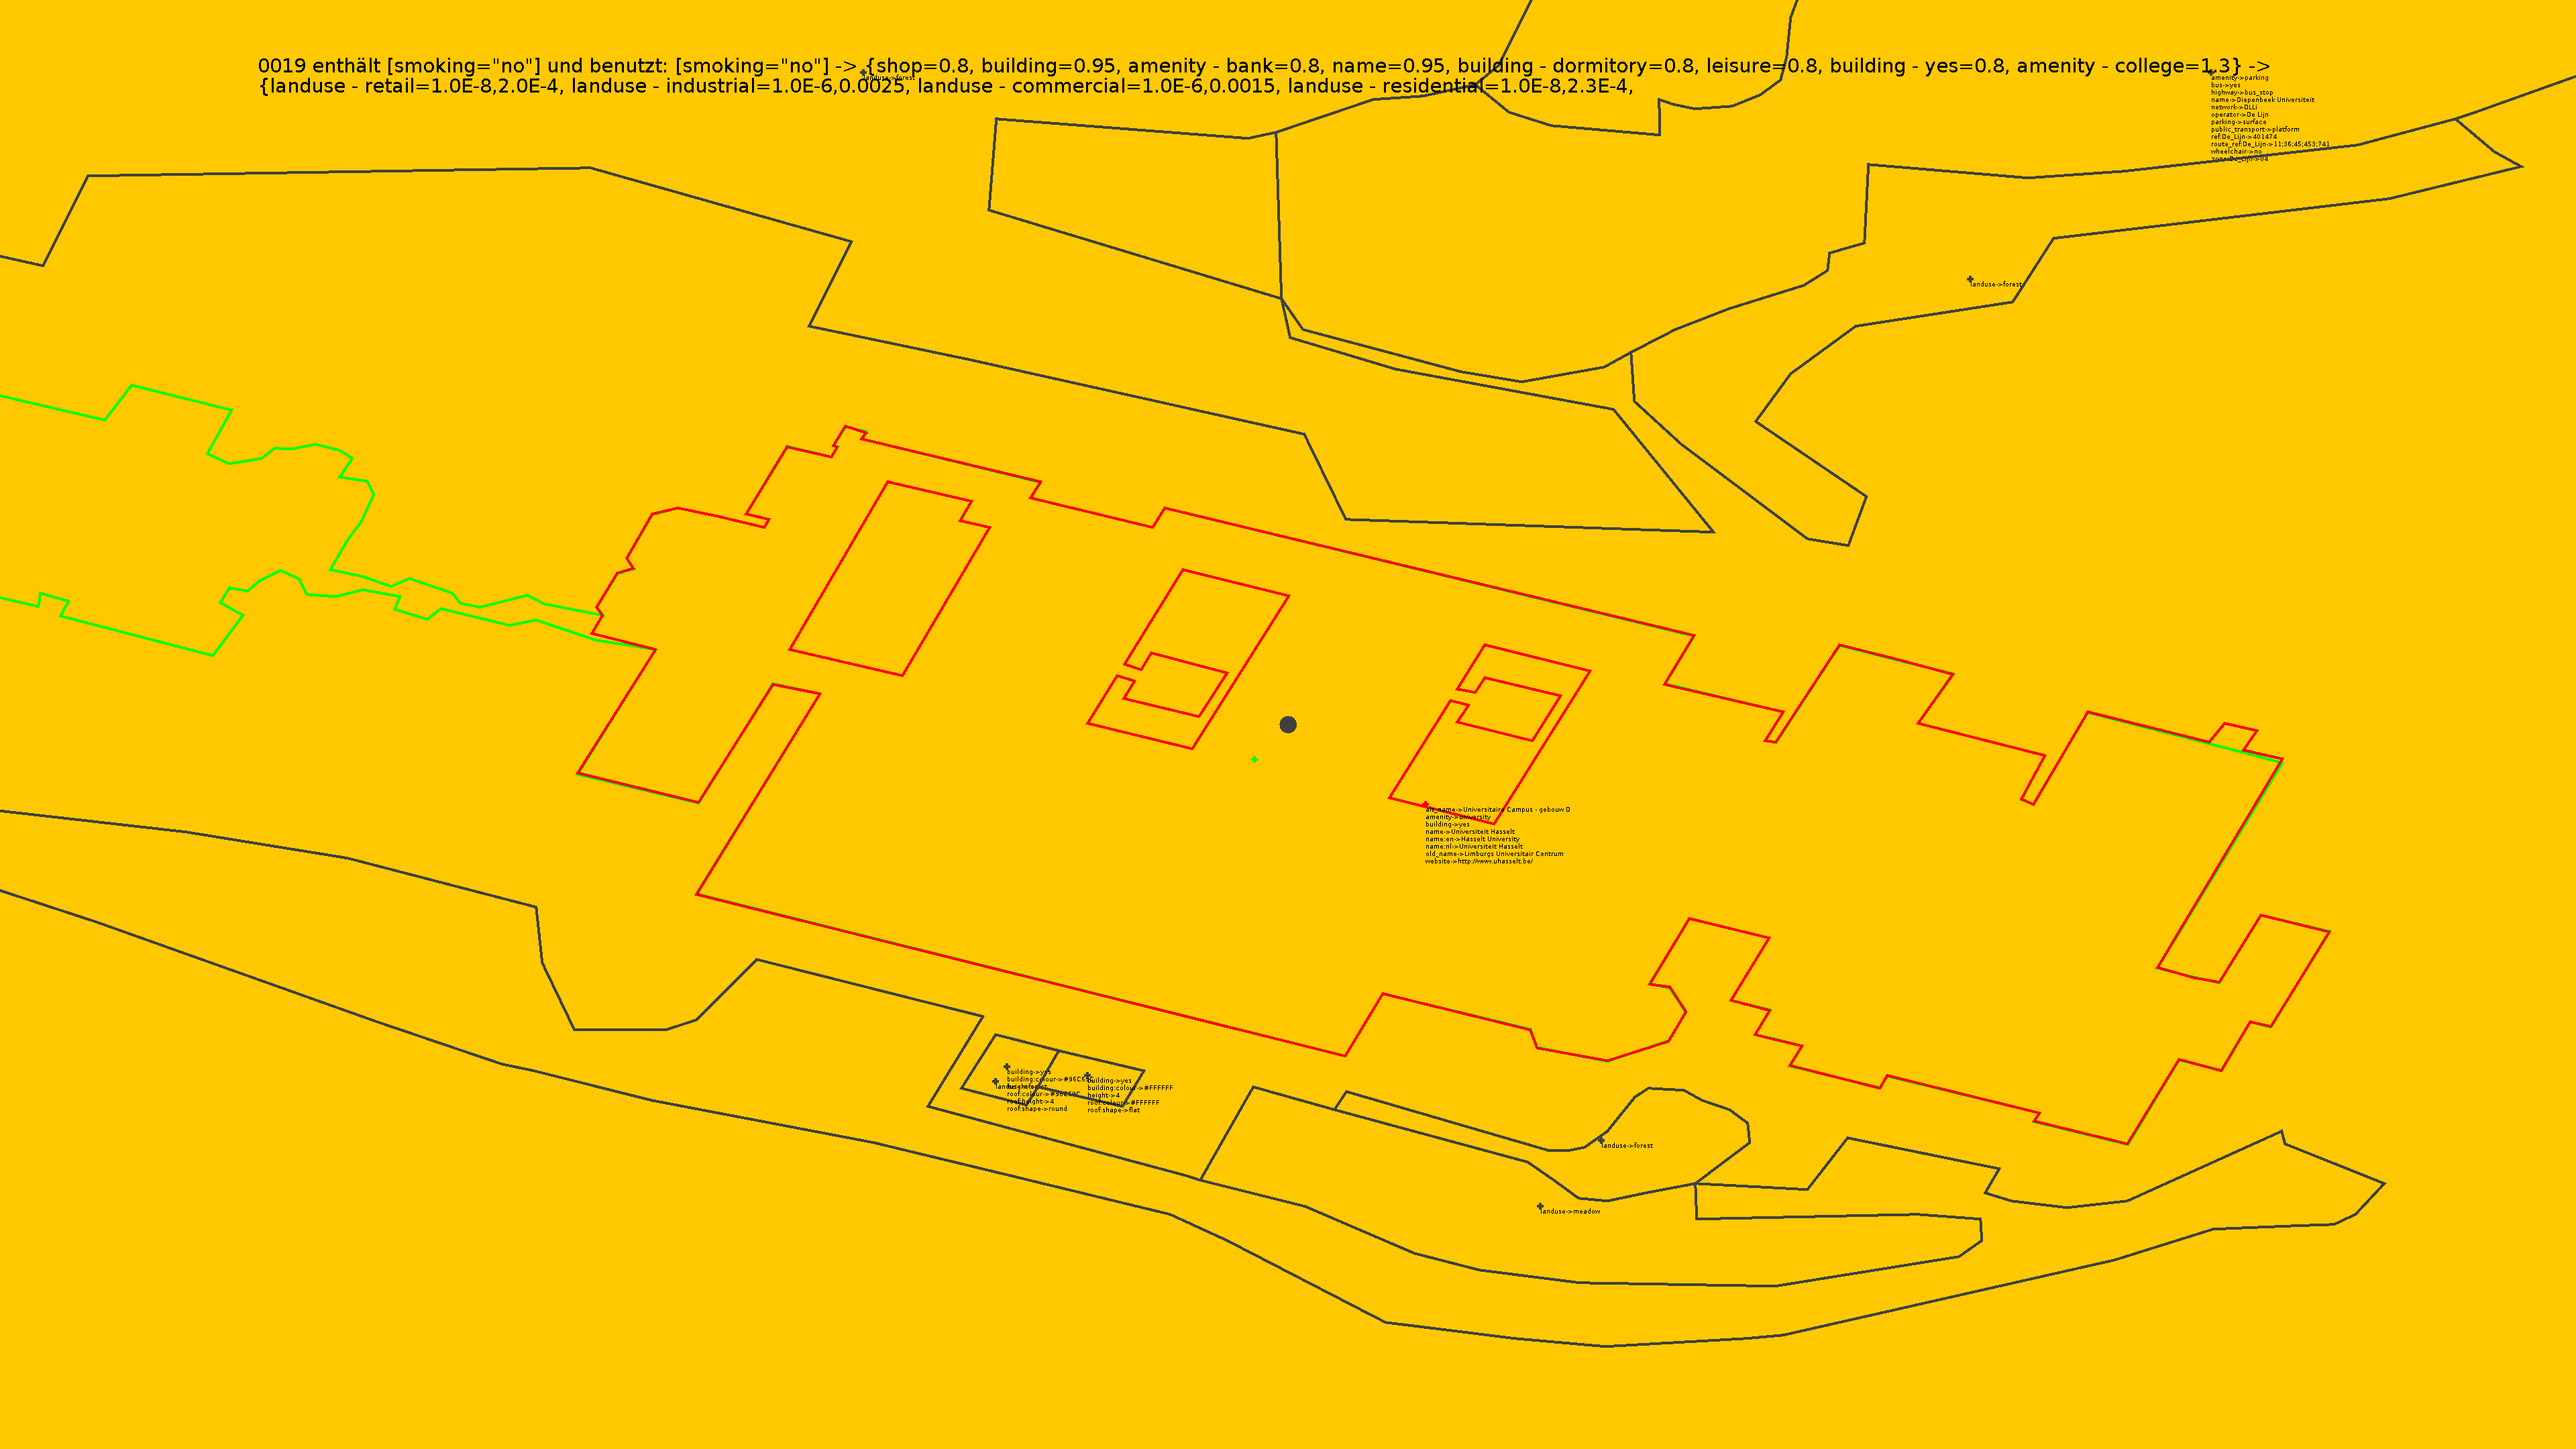 0019 enthält [smoking="no"] und benutzt: [smoking="no"] -> {shop=0.8, building=0.95, amenity - bank=0.8, name=0.95, building - dormitory=0.8, leisure=0.8, building - yes=0.8, amenity - college=1.3} ->
{landuse - retail=1.0E-8,2.0E-4, landuse - industrial=1.0E-6,0.0025, landuse - commercial=1.0E-6,0.0015, landuse - residential=1.0E-8,2.3E-4,
landuse->forest
amenity->parking
bus->yes
highway->bus_stop
name->Diepenbeek Universiteit
network->DLLi
operator->De Lijn
parking->surface
public_transport->platform
ref:De_Lijn->401474
route_ref:De_Lijn->11;36;45;453;741
wheelchair->no
zone:De_Lijn->04
landuse->forest
alt_name->Universitaire Campus - gebouw D
amenity->university
building->yes
name->Universiteit Hasselt
name:en->Hasselt University
name:nl->Universiteit Hasselt
old_name->Limburgs Universitair Centrum
website->http://www.uhasselt.be/
building->yes
building:colour->#96C6
landuse->forest
roof:colour->#96C69C
roof:height->4
roof:shape->round
building->yes
building:colour->#FFFFFF
height->4
roof:colour->#FFFFFF
roof:shape->flat
landuse->forest
landuse->meadow